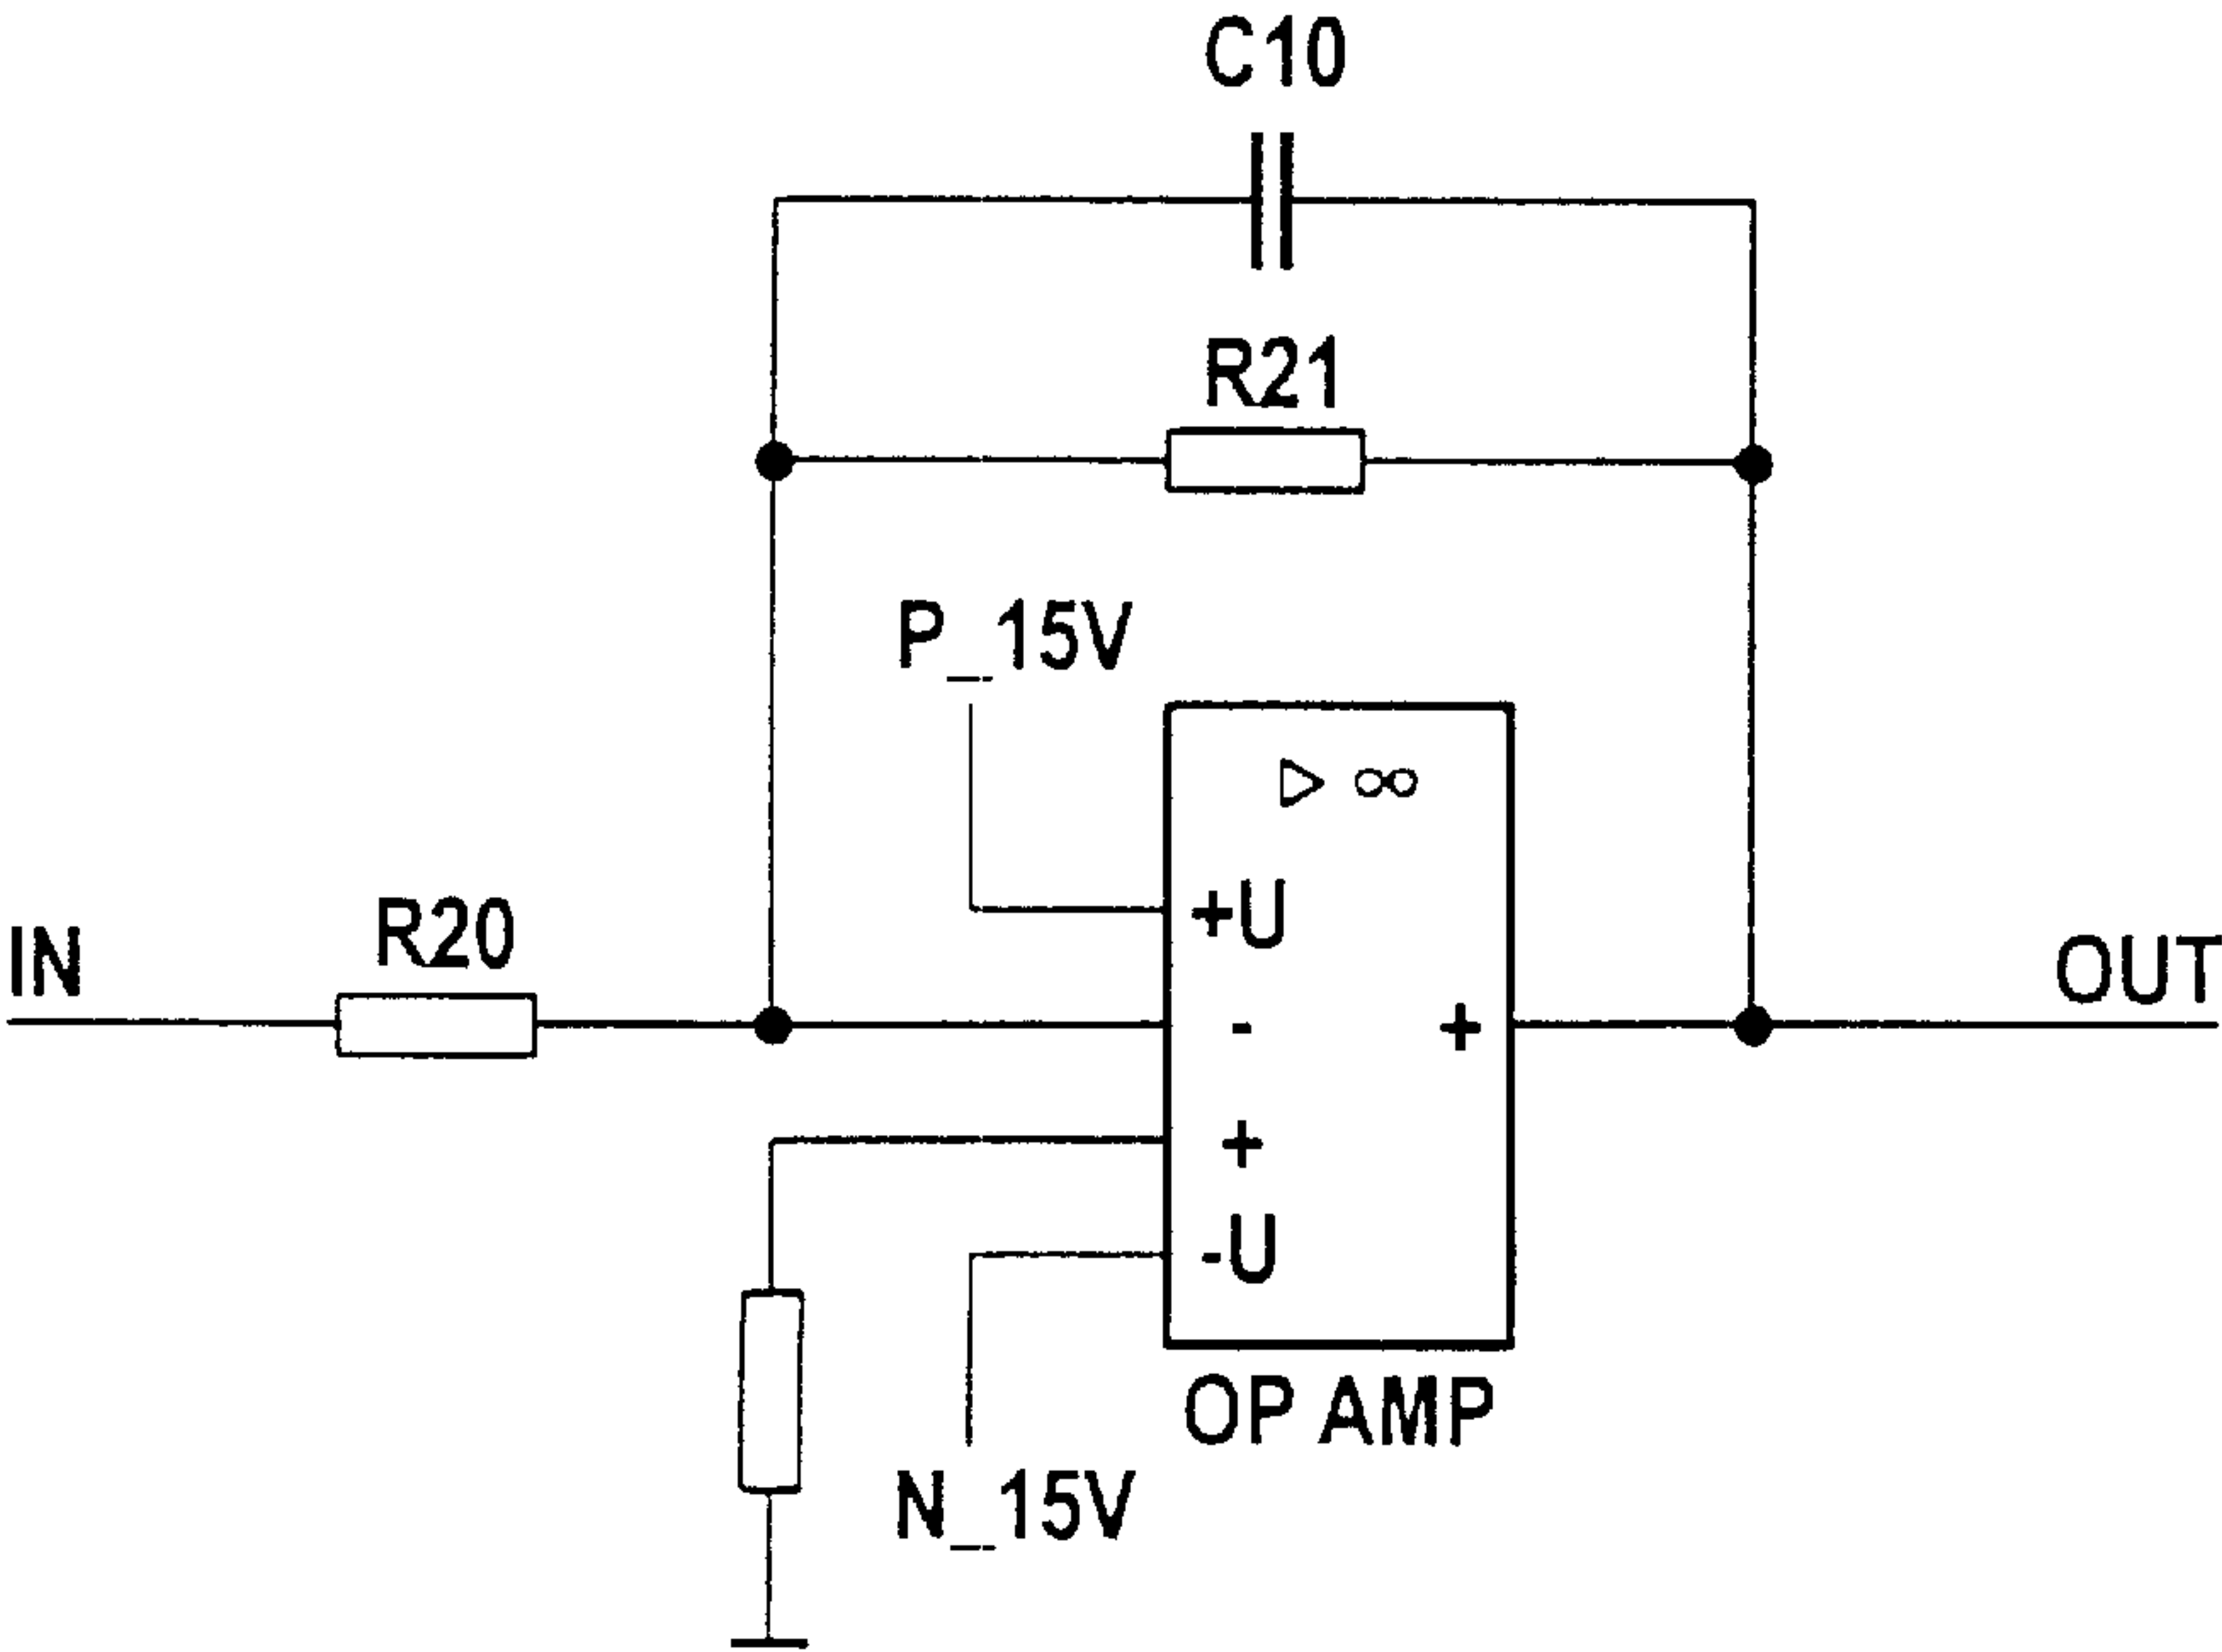 C10
R21
P_15V
▷ ∞
+U
IN
R20
-
+
OUT
+
-U
OP AMP
N_15V